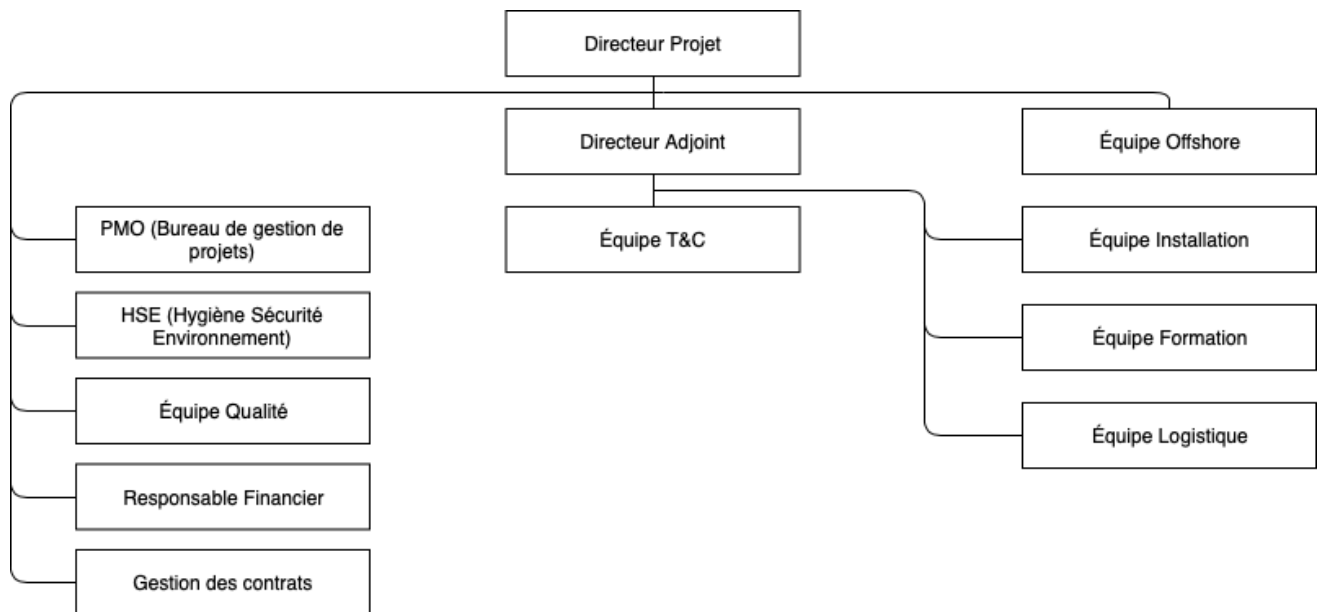 Directeur Projet
Directeur Adjoint
Équipe Offshore
PMO (Bureau de gestion de
projets)
Équipe T&C
Équipe Installation
HSE (Hygiène Sécurité
Environnement)
Équipe Formation
Équipe Qualité
Équipe Logistique
Responsable Financier
Gestion des contrats